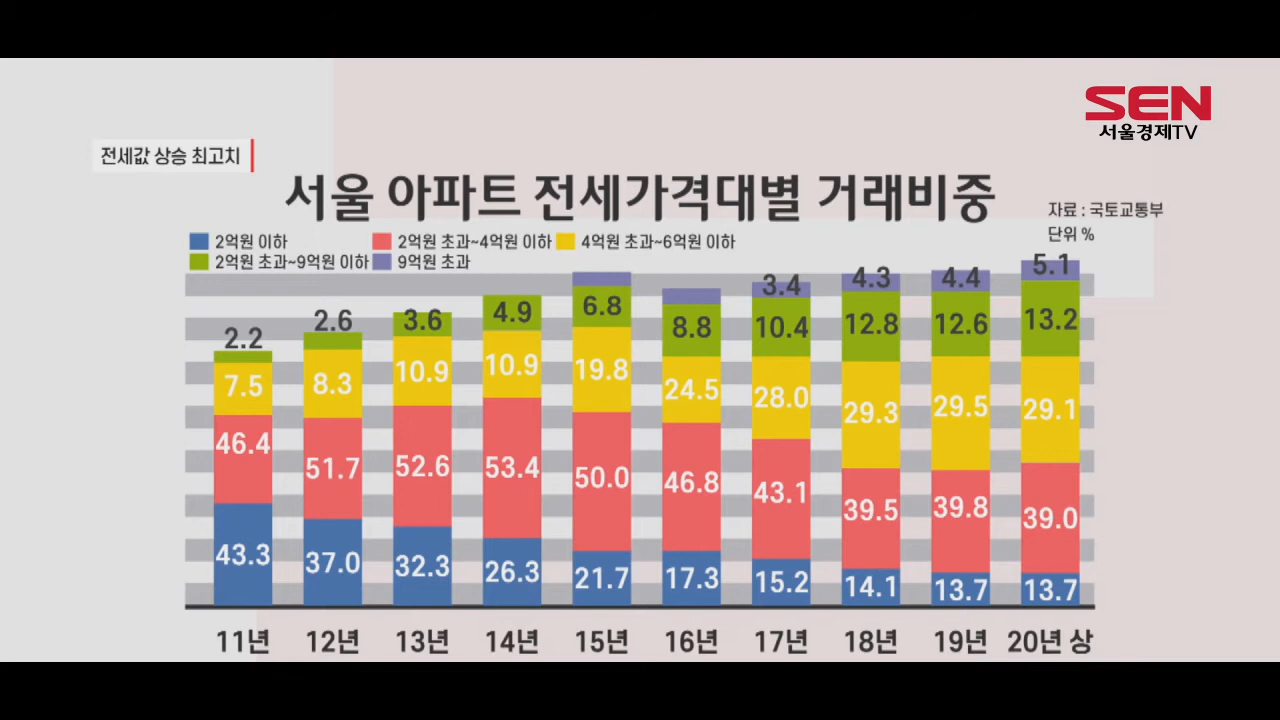 SEN
서울경제TV
전세값 상승 최고치
서울 아파트 전세가격대별 거래비중
자료 : 국토교통부
단위 %
2억원 이하 2억원 초과~4억원 이하 4억원 초과~6억원 이하
2억원 초과~9억원 이하 9억원 초과
2.2 2.6 3.6 4.9 6.8 8.8 3.4 4.3 4.4 5.1
10.4 12.8 12.6 13.2
7.5 8.3 10.9 10.9 19.8 24.5 28.0 29.3 29.5 29.1
46.4 51.7 52.6 53.4 50.0 46.8 43.1 39.5 39.8 39.0
43.3 37.0 32.3 26.3 21.7 17.3 15.2 14.1 13.7 13.7
11년 12년 13년 14년 15년 16년 17년 18년 19년 20년 상